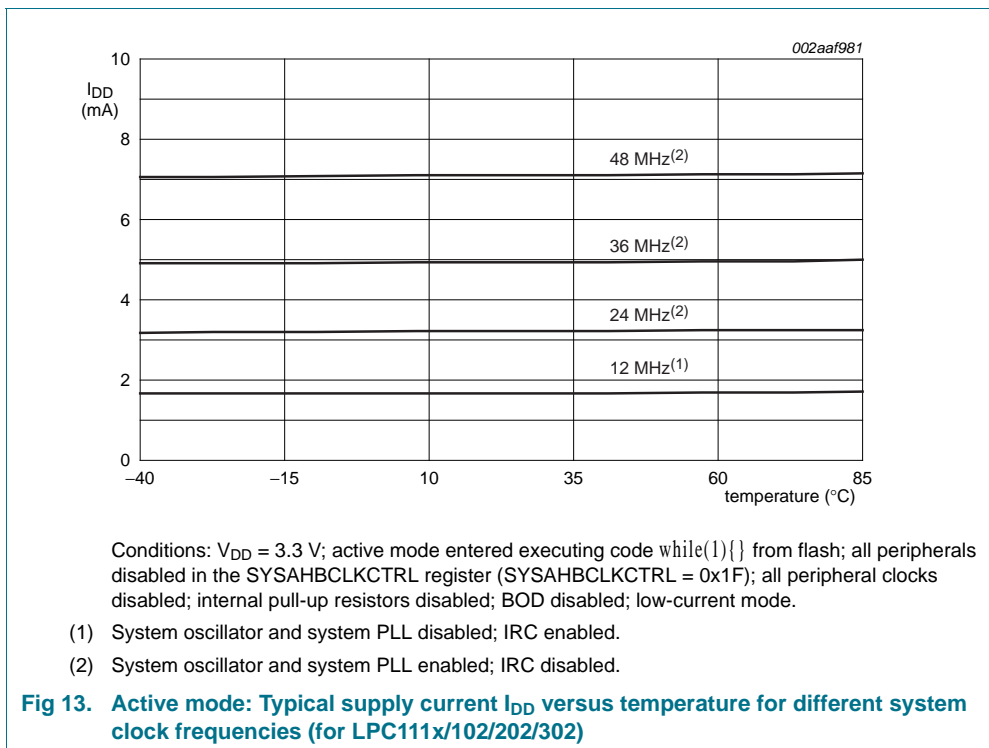 002aaf981
10
I_DD
(mA)
8
48 MHz(2)
6
36 MHz(2)
4
24 MHz(2)
12 MHz(1)
2
0
−40 −15 10 35 60 85
temperature (°C)
Conditions: V_DD = 3.3 V; active mode entered executing code while(1){} from flash; all peripherals
disabled in the SYSAHBCLKCTRL register (SYSAHBCLKCTRL = 0x1F); all peripheral clocks
disabled; internal pull-up resistors disabled; BOD disabled; low-current mode.
(1) System oscillator and system PLL disabled; IRC enabled.
(2) System oscillator and system PLL enabled; IRC disabled.
Fig 13. Active mode: Typical supply current I_DD versus temperature for different system
clock frequencies (for LPC111x/102/202/302)